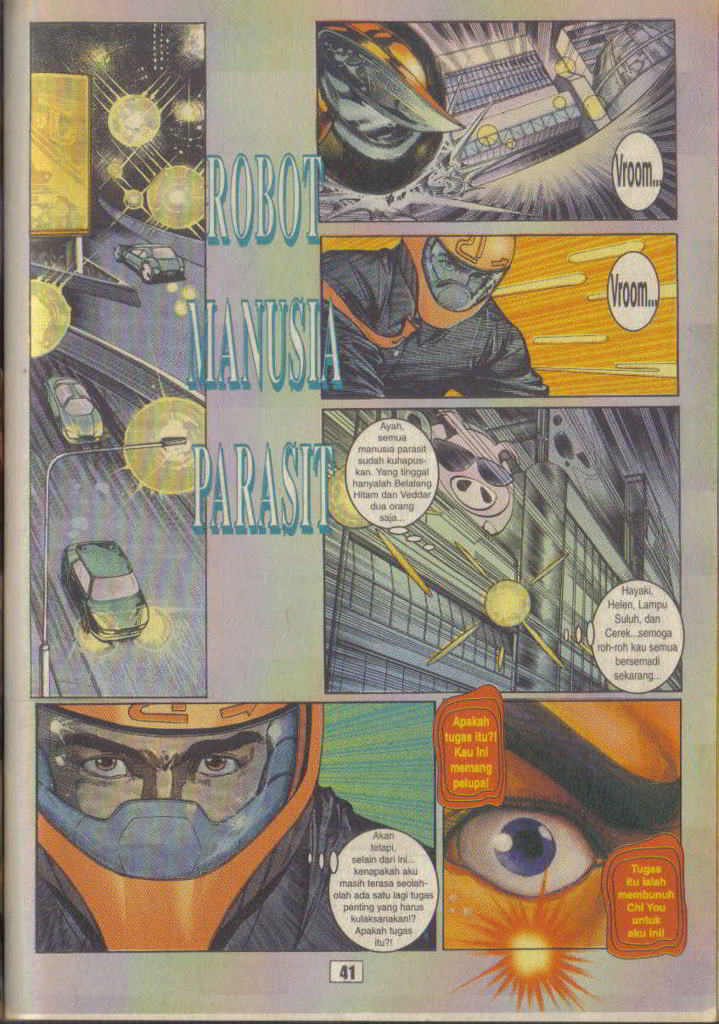 ROBOT
MANUSIA
PARASIT
Vroom...
Vroom...
Ayah,
semua
manusia parasit
sudah kuhapus-
kan. Yang tinggal
hanyalah Belalang
Hitam dan Veddar
dua orang
saja...
Hayaki,
Helen, Lampu
Suluh, dan
Cerek...semoga
roh-roh kau semua
bersemadi
sekarang...
Akan
tetapi,
selain dari ini...
kenapakah aku
masih terasa seolah-
olah ada satu lagi tugas
penting yang harus
kulaksanakan!?
Apakah tugas
itu?!
Apakah
tugas itu?!
Kau ini
memang
pelupa!
Tugas
itu ialah
membunuh
Chi You
untuk
aku ini!
41